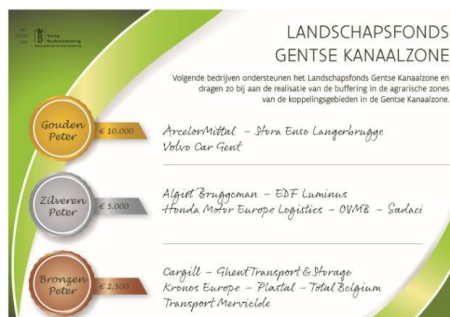 LANDSCHAPSFONDS
GENTSE KANAALZONE
Volgende bedrijven ondersteunen het Landschapsfonds Gentse Kanaalzone en
dragen zo bij aan de realisatie van de buffering in de agrarische zones
van de koppelingsgebieden in de Gentse Kanaalzone.
Gouden
Peter
€ 10.000
ArcelorMittal – Stora Enso Langerbrugge
Volvo Car Gent
Zilveren
Peter
€ 5.000
Algist Bruggeman – EDF Luminus
Honda Motor Europe Logistics – OVMB – Sadaci
Bronzen
Peter
€ 2.500
Cargill – Ghent Transport & Storage
Kronos Europe – Plastal – Total Belgium
Transport Mervielde